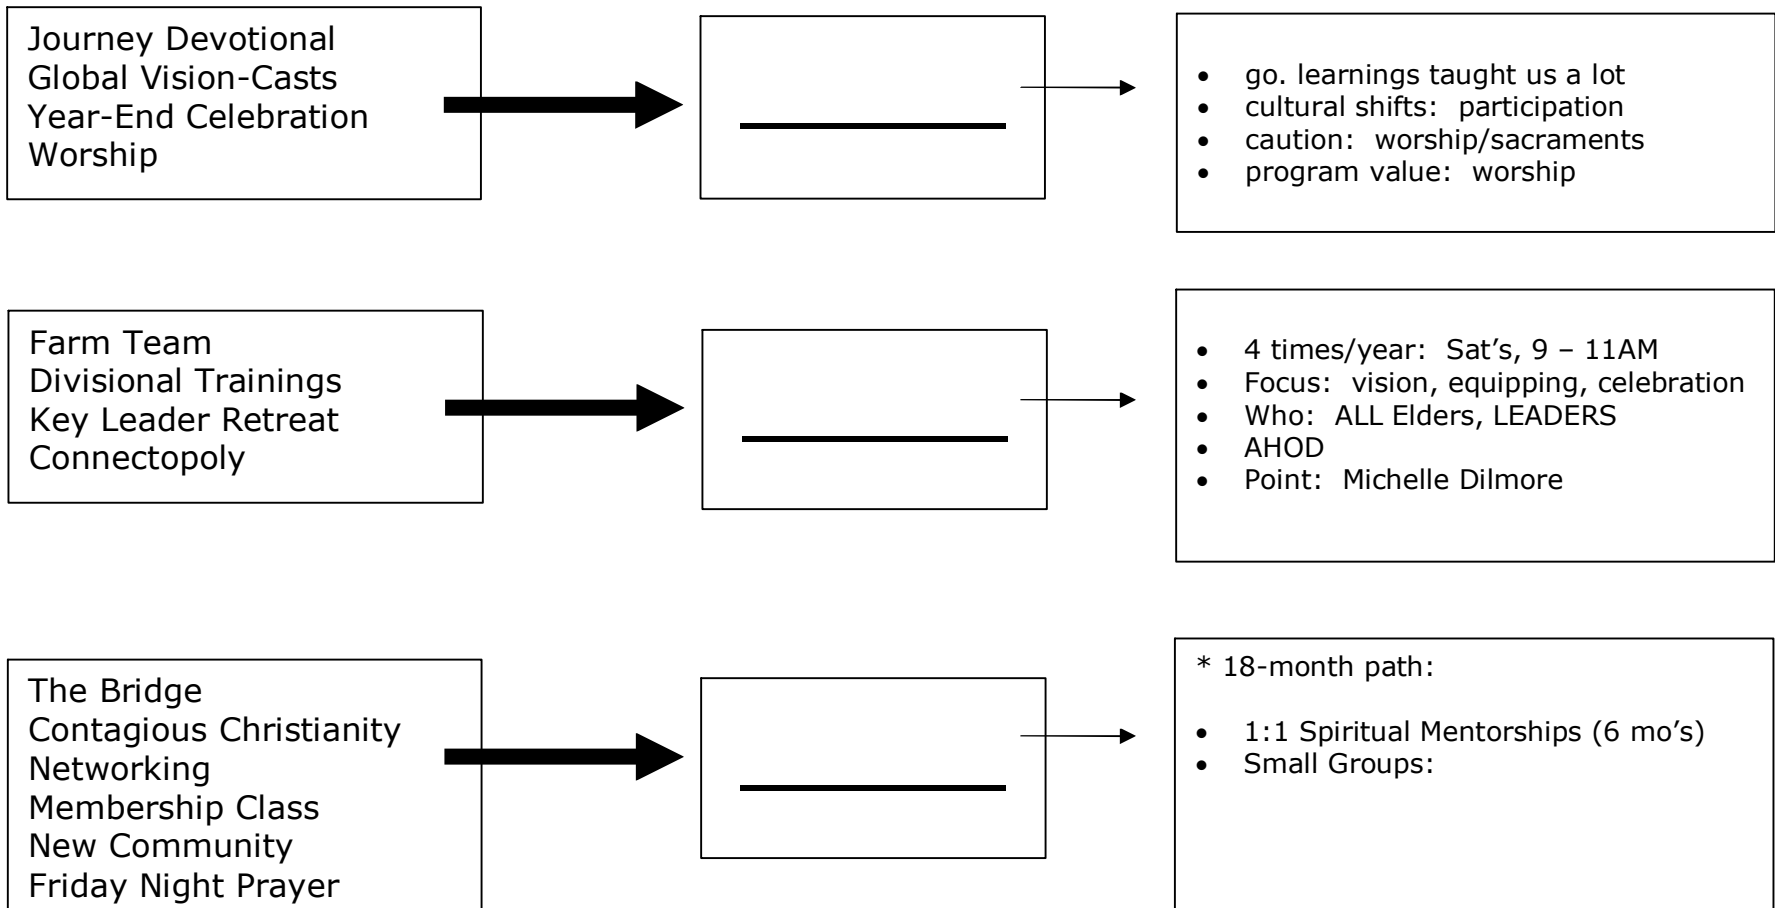 Journey Devotional
Global Vision-Casts
Year-End Celebration
Worship
• go. learnings taught us a lot
• cultural shifts:  participation
• caution:  worship/sacraments
• program value:  worship
Farm Team
Divisional Trainings
Key Leader Retreat
Connectopoly
• 4 times/year:  Sat’s, 9 – 11AM
• Focus:  vision, equipping, celebration
• Who:  ALL Elders, LEADERS
• AHOD
• Point:  Michelle Dilmore
The Bridge
Contagious Christianity
Networking
Membership Class
New Community
Friday Night Prayer
* 18-month path:
• 1:1 Spiritual Mentorships (6 mo’s)
• Small Groups: